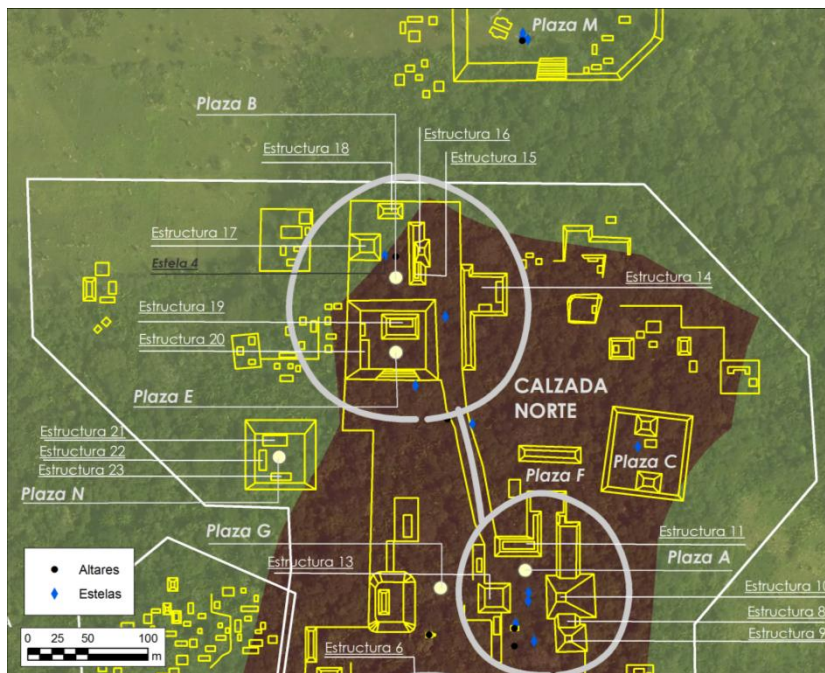 Plaza M
Plaza B
Estructura 16
Estructura 18
Estructura 15
Estructura 17
Estela 4
Estructura 14
Estructura 19
Estructura 20
CALZADA
NORTE
Plaza E
Estructura 21
Estructura 22
Estructura 23
Plaza C
Plaza F
Plaza N
Plaza G
Estructura 11
Estructura 13
Plaza A
Altares
Estelas
Estructura 10
Estructura 8
Estructura 9
0 25 50 100
m
Estructura 6